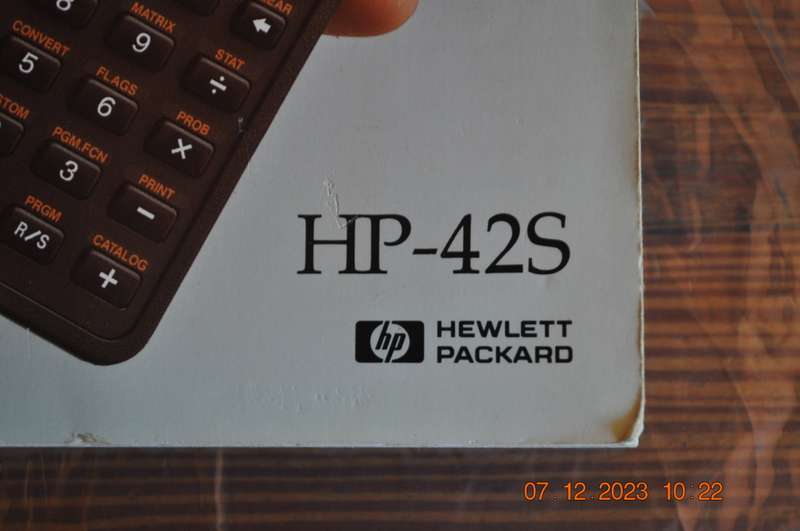 8
MATRIX
9
CONVERT
5
STAT
÷
FLAGS
6
PROB
×
PGM.FCN
3
PRINT
−
PRGM
R/S
CATALOG
+
HP-42S
hp HEWLETT
PACKARD
07.12.2023 10:22